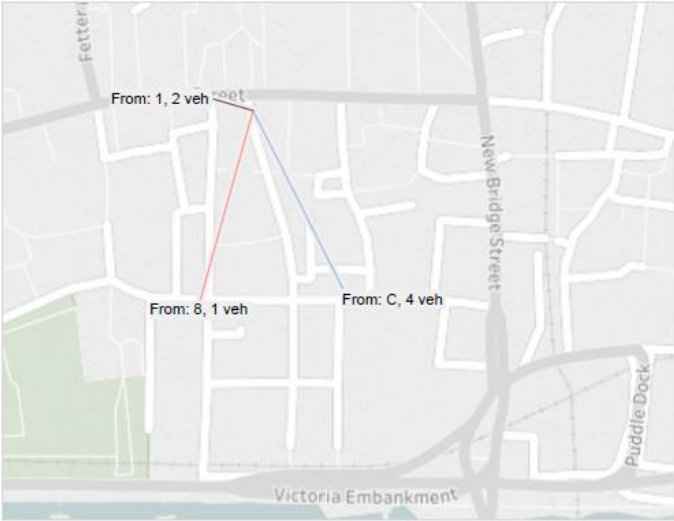 Fetter
Street
From: 1, 2 veh
New Bridge Street
From: 8, 1 veh
From: C, 4 veh
Puddle Dock
Victoria Embankment